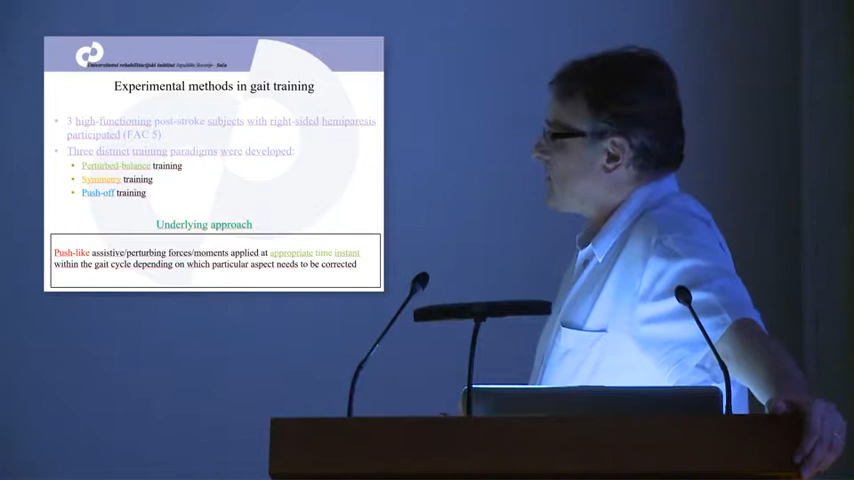 Univerzitetni rehabilitacijski inštitut Republike Slovenije - Soča
Experimental methods in gait training
• 3 high-functioning post-stroke subjects with right-sided hemiparesis
participated (FAC 5)
• Three distinct training paradigms were developed:
• Perturbed-balance training
• Symmetry training
• Push-off training
Underlying approach
Push-like assistive/perturbing forces/moments applied at appropriate time instant
within the gait cycle depending on which particular aspect needs to be corrected